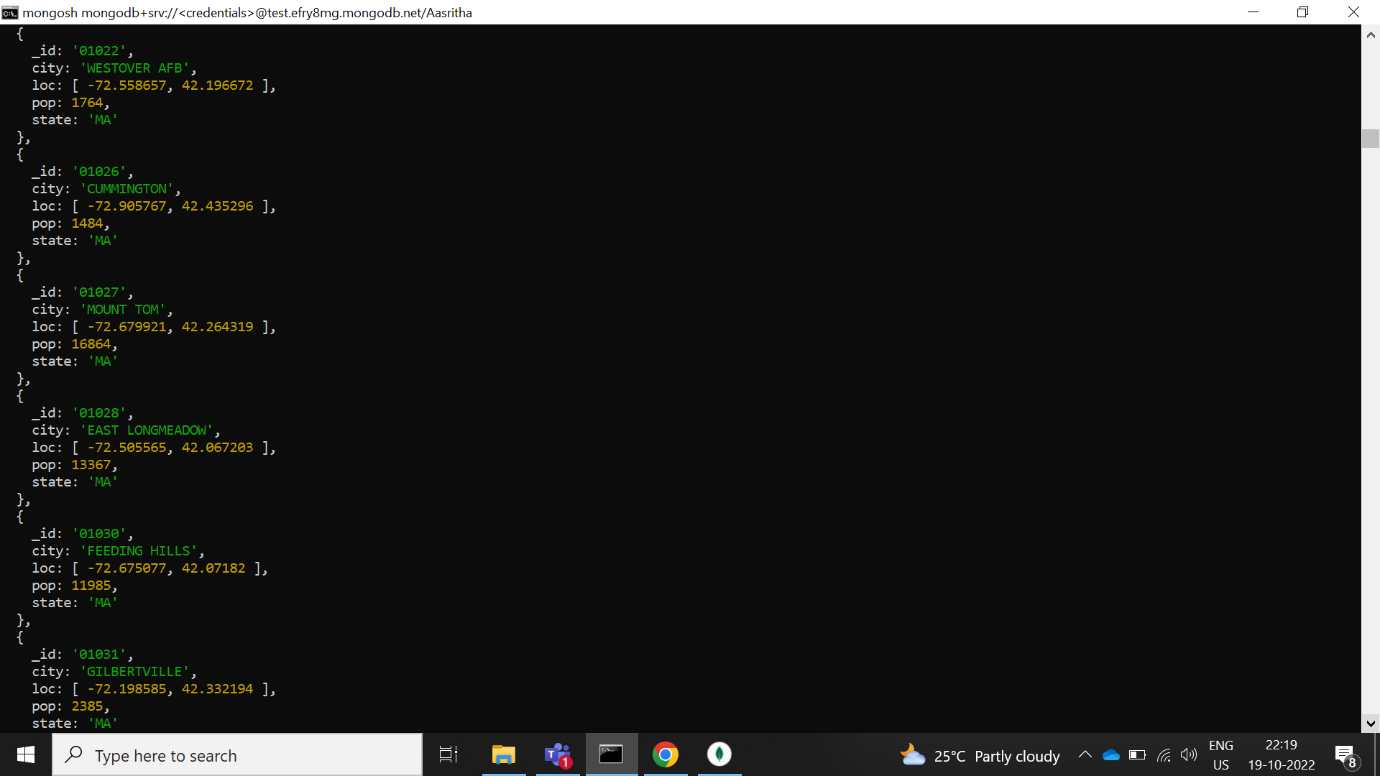 mongosh mongodb+srv://<credentials>@test.efry8mg.mongodb.net/Aasritha
{
_id: '01022',
city: 'WESTOVER AFB',
loc: [ -72.558657, 42.196672 ],
pop: 1764,
state: 'MA'
},
{
_id: '01026',
city: 'CUMMINGTON',
loc: [ -72.905767, 42.435296 ],
pop: 1484,
state: 'MA'
},
{
_id: '01027',
city: 'MOUNT TOM',
loc: [ -72.679921, 42.264319 ],
pop: 16864,
state: 'MA'
},
{
_id: '01028',
city: 'EAST LONGMEADOW',
loc: [ -72.505565, 42.067203 ],
pop: 13367,
state: 'MA'
},
{
_id: '01030',
city: 'FEEDING HILLS',
loc: [ -72.675077, 42.07182 ],
pop: 11985,
state: 'MA'
},
{
_id: '01031',
city: 'GILBERTVILLE',
loc: [ -72.198585, 42.332194 ],
pop: 2385,
state: 'MA'
Type here to search
1
25°C Partly cloudy
ENG
US
22:19
19-10-2022
8